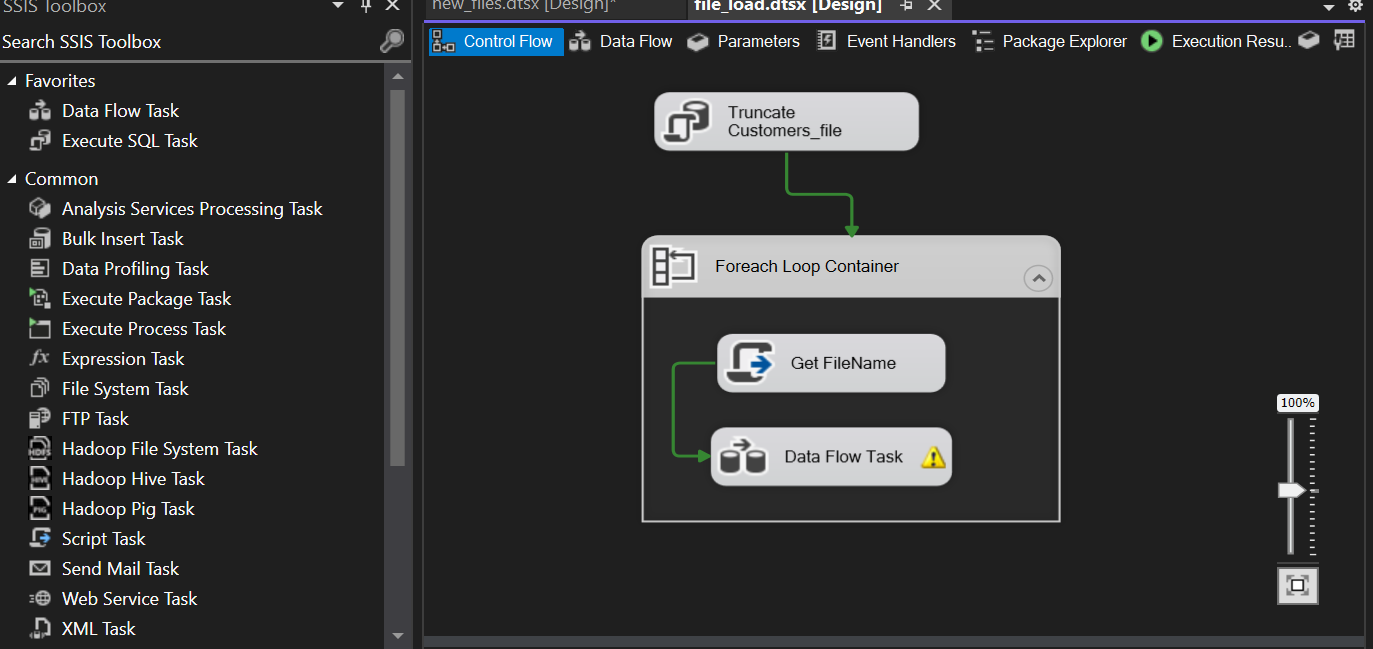 SSIS Toolbox
new_files.dtsx [Design]*
file_load.dtsx [Design]
Search SSIS Toolbox
Control Flow
Data Flow
Parameters
Event Handlers
Package Explorer
Execution Resu..
Favorites
Data Flow Task
Execute SQL Task
Common
Analysis Services Processing Task
Bulk Insert Task
Data Profiling Task
Execute Package Task
Execute Process Task
fx Expression Task
File System Task
FTP Task
HDFS Hadoop File System Task
HIVE Hadoop Hive Task
PIG Hadoop Pig Task
Script Task
Send Mail Task
Web Service Task
XML Task
Truncate
Customers_file
Foreach Loop Container
Get FileName
Data Flow Task
100%